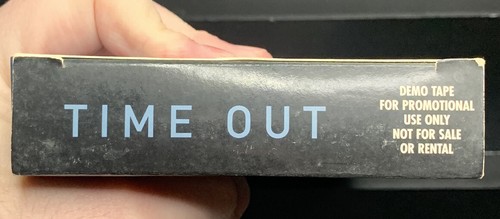 TIME OUT
DEMO TAPE
FOR PROMOTIONAL
USE ONLY
NOT FOR SALE
OR RENTAL